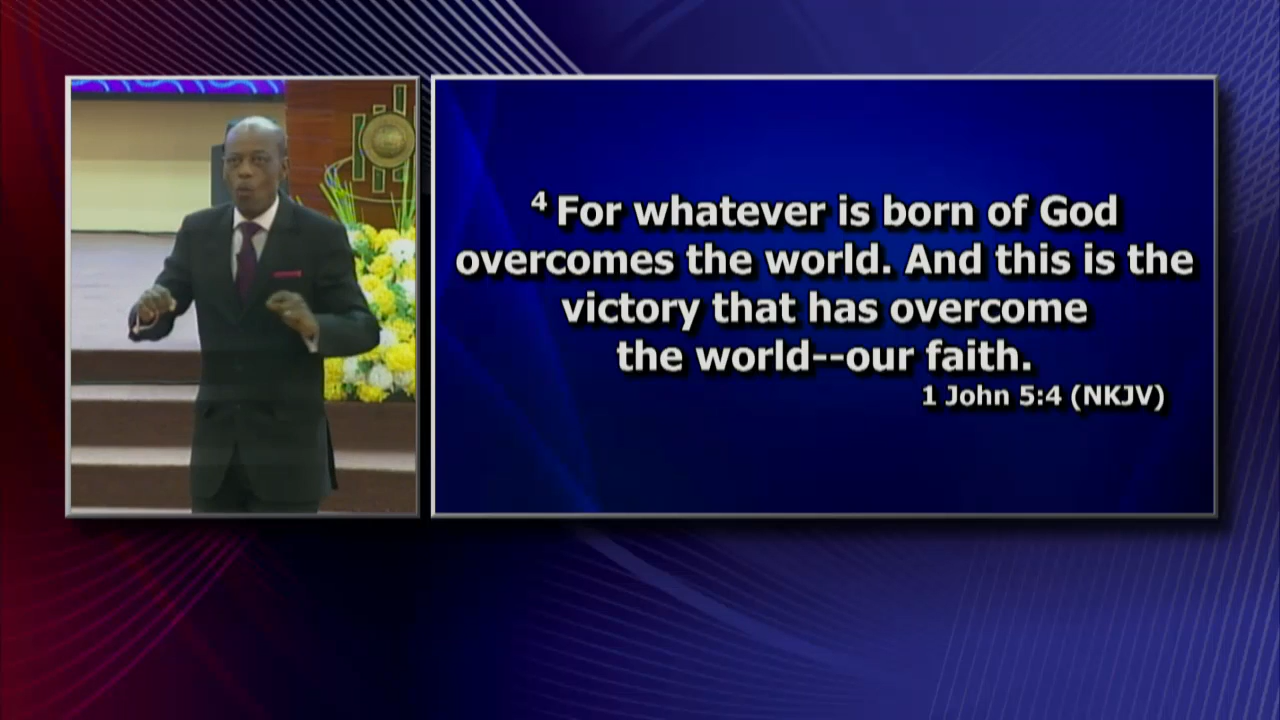 4 For whatever is born of God
overcomes the world. And this is the
victory that has overcome
the world--our faith.
1 John 5:4 (NKJV)